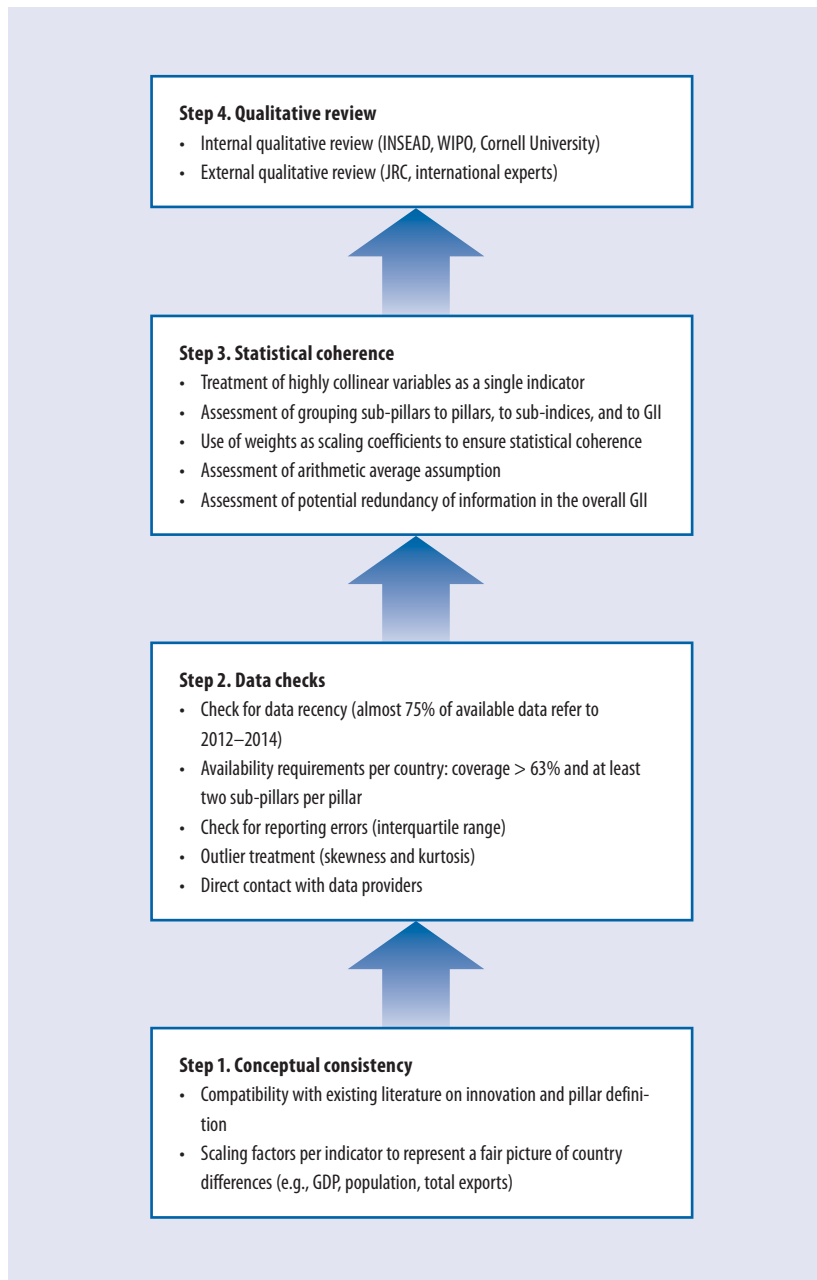 Step 4. Qualitative review
• Internal qualitative review (INSEAD, WIPO, Cornell University)
• External qualitative review (JRC, international experts)
Step 3. Statistical coherence
• Treatment of highly collinear variables as a single indicator
• Assessment of grouping sub-pillars to pillars, to sub-indices, and to GII
• Use of weights as scaling coefficients to ensure statistical coherence
• Assessment of arithmetic average assumption
• Assessment of potential redundancy of information in the overall GII
Step 2. Data checks
• Check for data recency (almost 75% of available data refer to
2012–2014)
• Availability requirements per country: coverage > 63% and at least
two sub-pillars per pillar
• Check for reporting errors (interquartile range)
• Outlier treatment (skewness and kurtosis)
• Direct contact with data providers
Step 1. Conceptual consistency
• Compatibility with existing literature on innovation and pillar defini-
tion
• Scaling factors per indicator to represent a fair picture of country
differences (e.g., GDP, population, total exports)